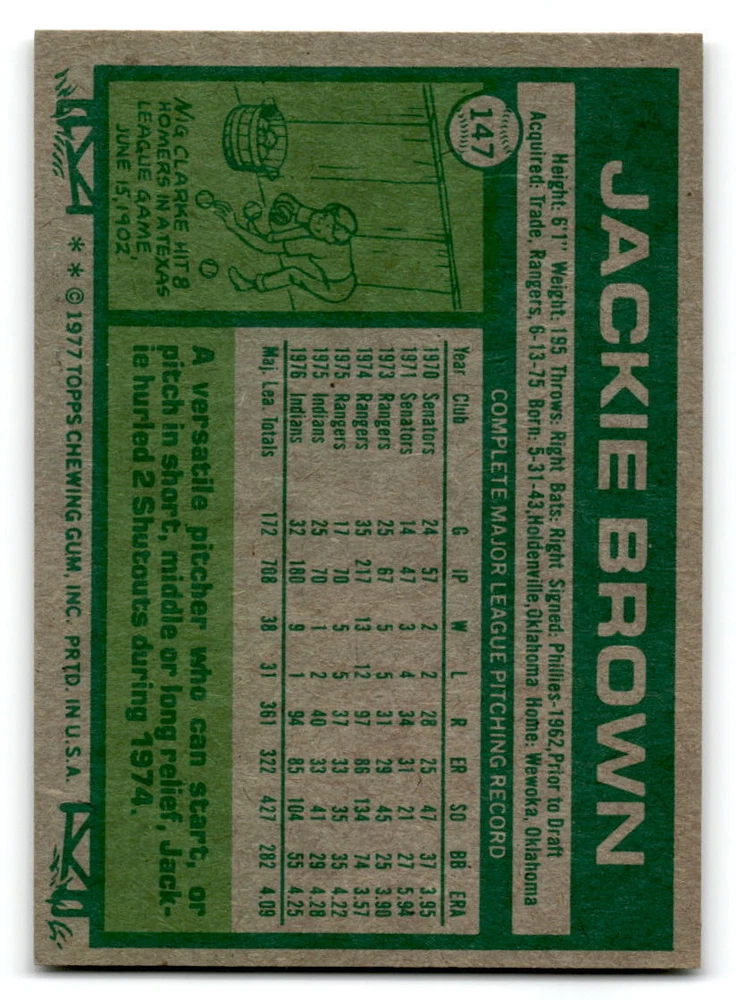 JACKIE BROWN
147
Height: 6'1" Weight: 195 Throws: Right Bats: Right Signed: Phillies-1962, Prior to Draft
Acquired: Trade, Rangers, 6-13-75 Born: 5-31-43, Holdenville, Oklahoma Home: Wewoka, Oklahoma
COMPLETE MAJOR LEAGUE PITCHING RECORD
Year Club G IP W L R ER SO BB ERA
1970 Senators 24 57 2 2 28 25 47 37 3.95
1971 Senators 14 47 3 4 34 31 21 27 5.94
1973 Rangers 25 67 5 5 31 29 45 25 3.90
1974 Rangers 35 217 13 12 97 86 134 74 3.57
1975 Rangers 17 70 5 5 37 33 35 35 4.22
1975 Indians 25 70 1 2 40 33 41 29 4.28
1976 Indians 32 180 9 1 94 85 104 55 4.25
Maj. Lea. Totals 172 708 38 31 361 322 427 282 4.09
NIG CLARKE HIT 8
HOMERS IN A TEXAS
LEAGUE GAME,
JUNE 15, 1902.
A versatile pitcher who can start, or
pitch in short, middle or long relief, Jack-
ie hurled 2 Shutouts during 1974.
* * © 1977 TOPPS CHEWING GUM, INC. PRTD. IN U.S.A.